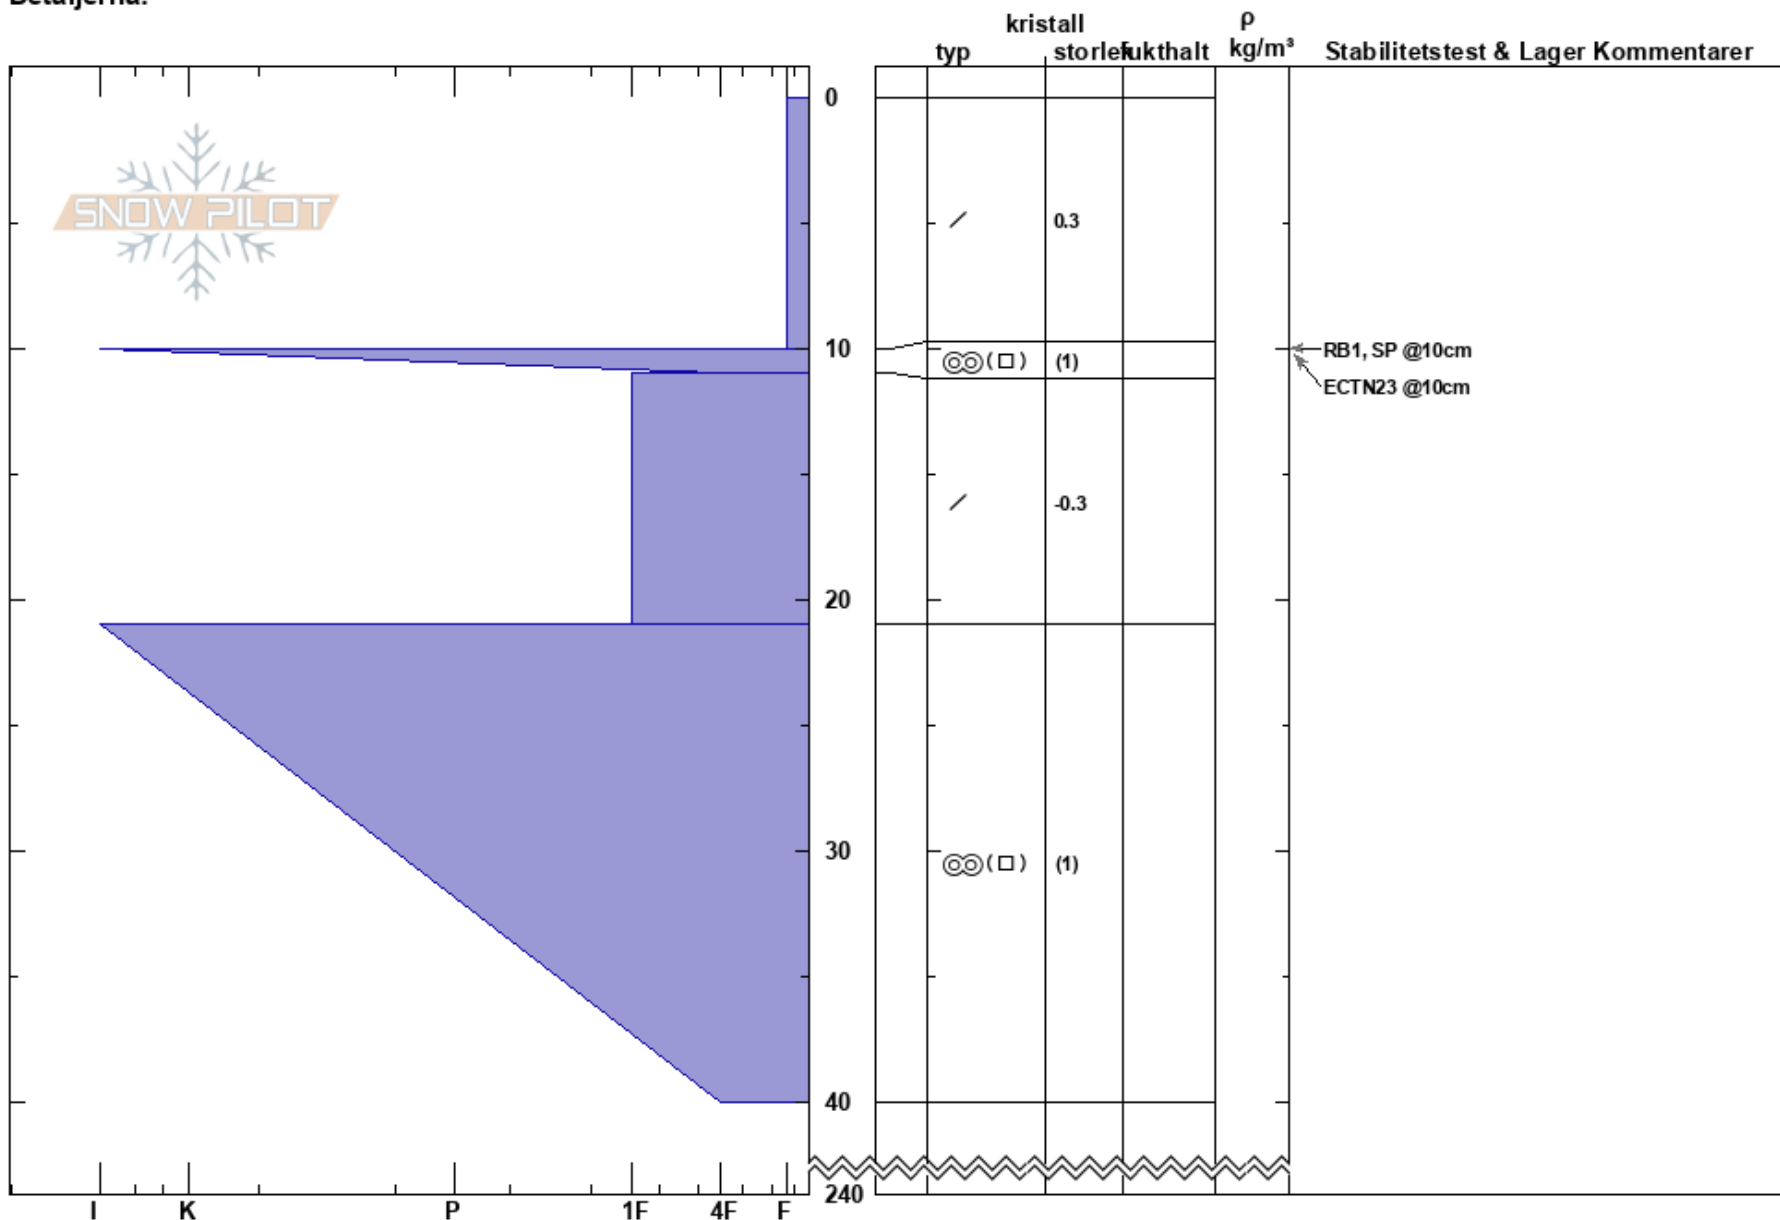 Detaljerna:
kristall
ρ
typ storlek fukthalt kg/m³ Stabilitetstest & Lager Kommentarer
0
SNOW PILOT
0.3
10
RB1, SP @10cm
(1)
ECTN23 @10cm
-0.3
20
30
(1)
40
240
I K P 1F 4F F